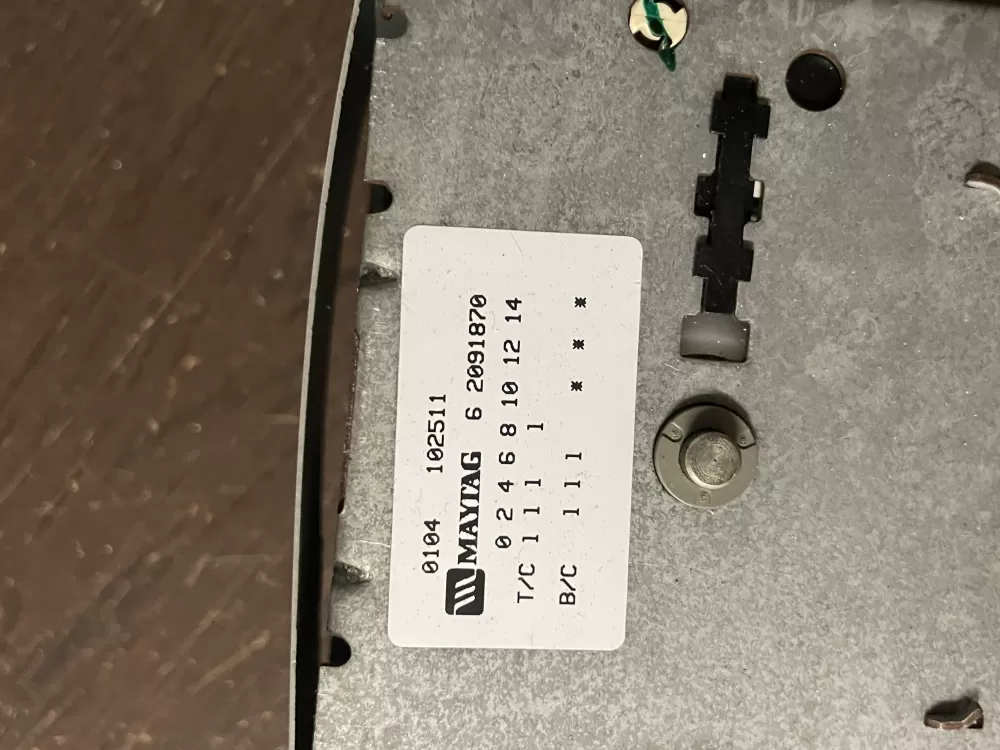 0104 102511
MAYTAG 6 2091870
0 2 4 6 8 10 12 14
T/C 1 1 1 1
B/C 1 1 1 * * *